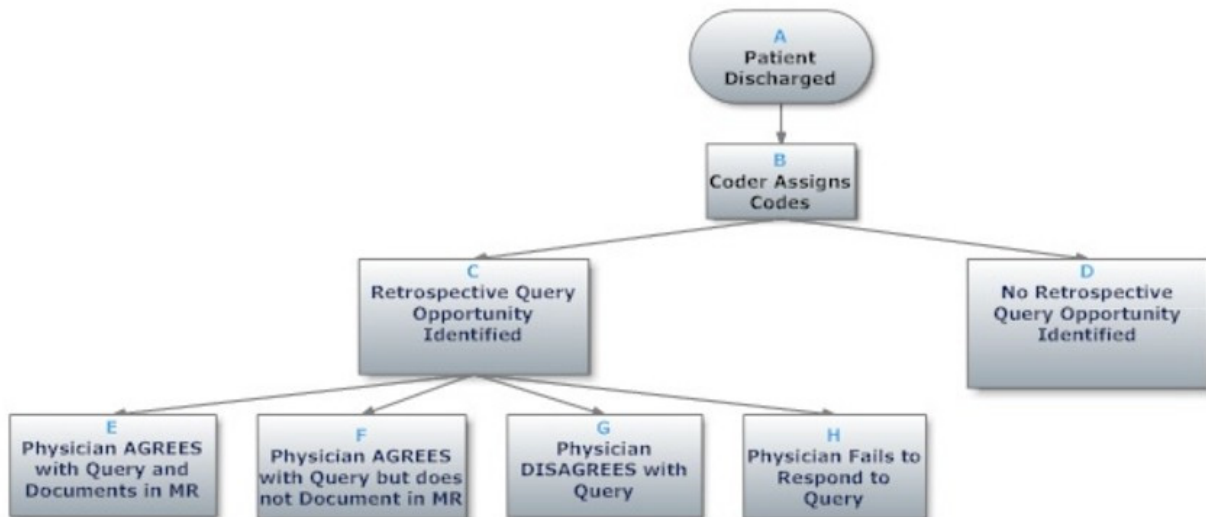 A
Patient
Discharged
B
Coder Assigns
Codes
C
Retrospective Query
Opportunity
Identified
D
No Retrospective
Query Opportunity
Identified
E
Physician AGREES
with Query and
Documents in MR
F
Physician AGREES
with Query but does
not Document in MR
G
Physician
DISAGREES with
Query
H
Physician Fails to
Respond to
Query